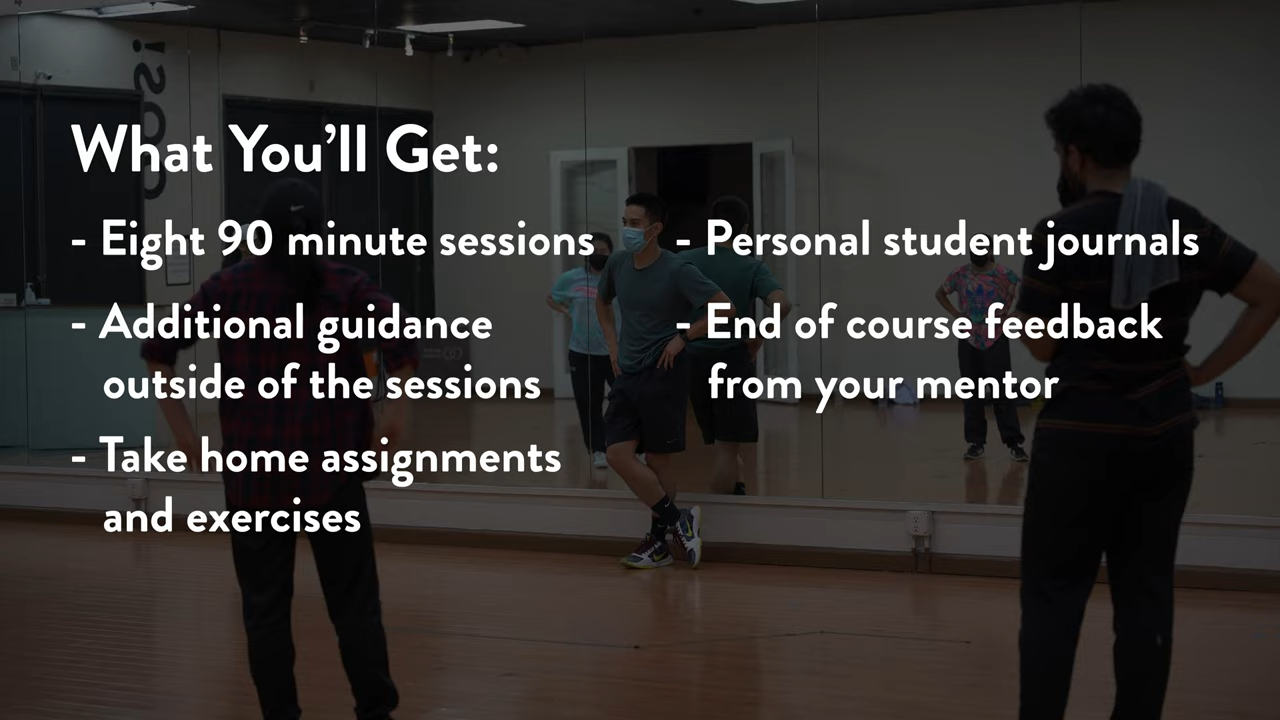 What You’ll Get:
- Eight 90 minute sessions
- Additional guidance
outside of the sessions
- Take home assignments
and exercises
- Personal student journals
- End of course feedback
from your mentor